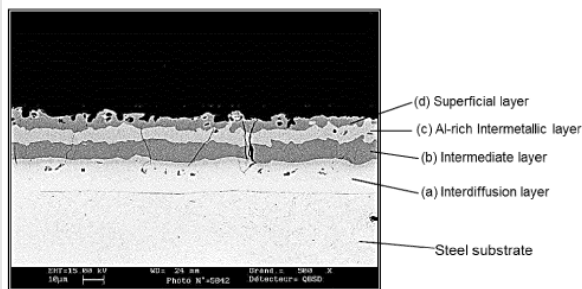 (d) Superficial layer
(c) Al-rich Intermetallic layer
(b) Intermediate layer
(a) Interdiffusion layer
Steel substrate
EHT=15.00 kV WD= 24 mm Grand.= 500 X
10µm Photo N°=5042 Détecteur= QBSD